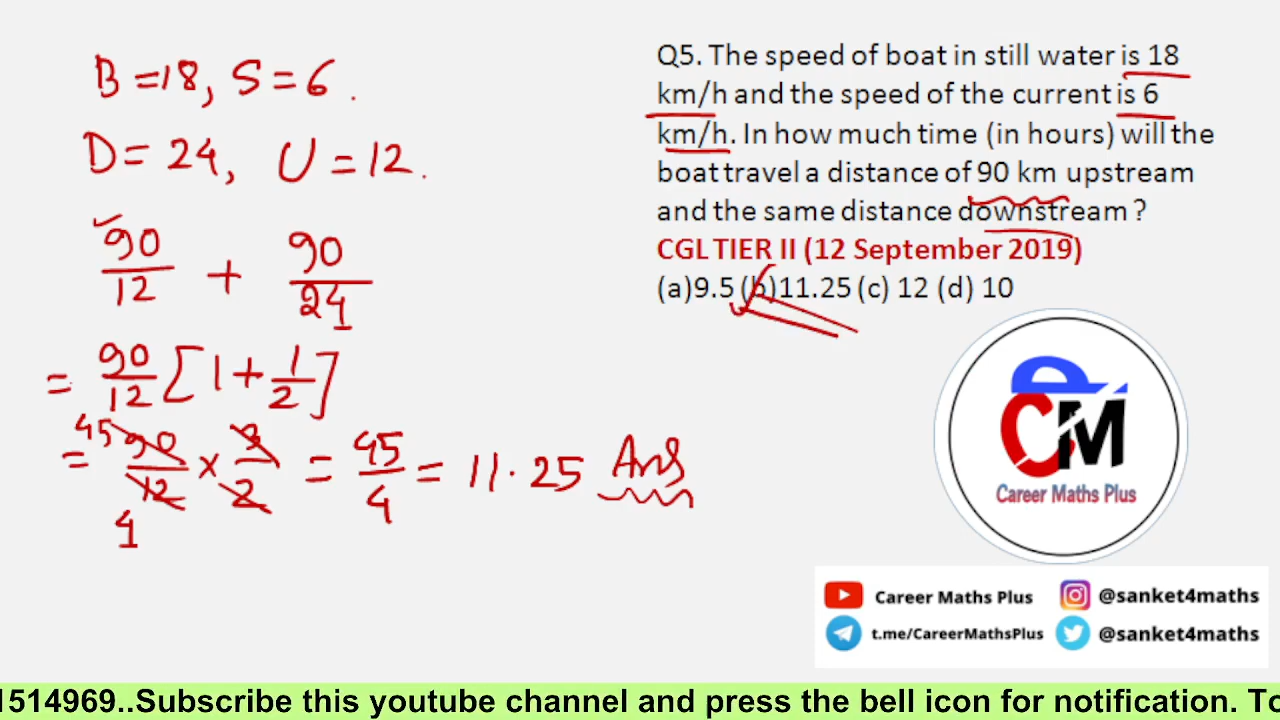 B = 18, S = 6.
D = 24, U = 12.
90/12 + 90/24
= 90/12 [1 + 1/2]
= 90/12 × 3/2 = 45/4 = 11.25 Ans
45
4
Q5. The speed of boat in still water is 18
km/h and the speed of the current is 6
km/h. In how much time (in hours) will the
boat travel a distance of 90 km upstream
and the same distance downstream ?
CGL TIER II (12 September 2019)
(a)9.5 (b)11.25 (c) 12 (d) 10
CM
Career Maths Plus
Career Maths Plus @sanket4maths
t.me/CareerMathsPlus @sanket4maths
1514969..Subscribe this youtube channel and press the bell icon for notification. To